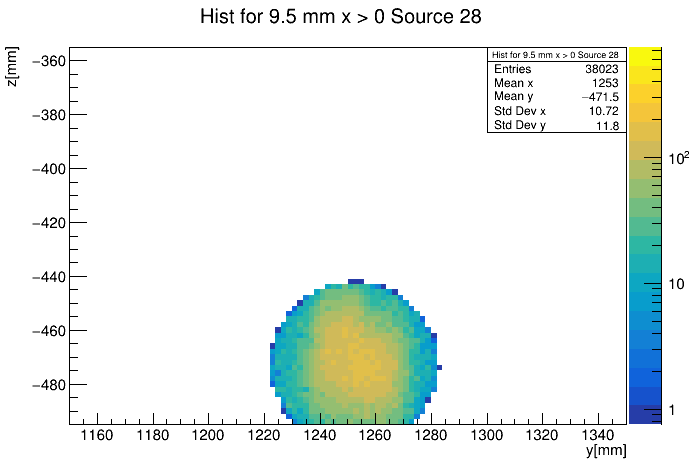 Hist for 9.5 mm x > 0 Source 28
z[mm]
Hist for 9.5 mm x > 0 Source 28
Entries 38023
Mean x 1253
Mean y −471.5
Std Dev x 10.72
Std Dev y 11.8
−360
−380
−400
−420
−440
−460
−480
10²
10
1
1160 1180 1200 1220 1240 1260 1280 1300 1320 1340
y[mm]